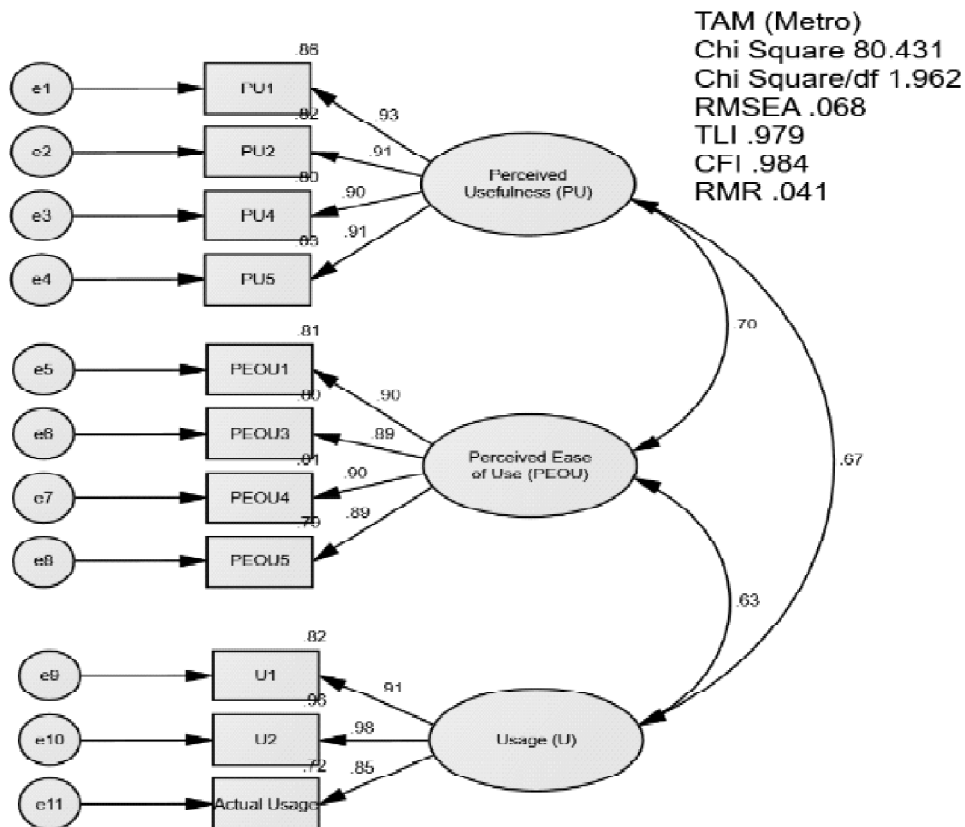 TAM (Metro)
Chi Square 80.431
Chi Square/df 1.962
RMSEA .068
TLI .979
CFI .984
RMR .041
.86
e1
PU1
.93
.82
e2
PU2
.91
.80
e3
PU4
.90
e4
PU5
.91
Perceived
Usefulness (PU)
.70
.67
.81
e5
PEOU1
.90
.80
e6
PEOU3
.89
e7
PEOU4
.90
.79
e8
PEOU5
.89
Perceived Ease
of Use (PEOU)
.63
.82
e9
U1
.91
.96
e10
U2
.98
.72
e11
Actual Usage
.85
Usage (U)